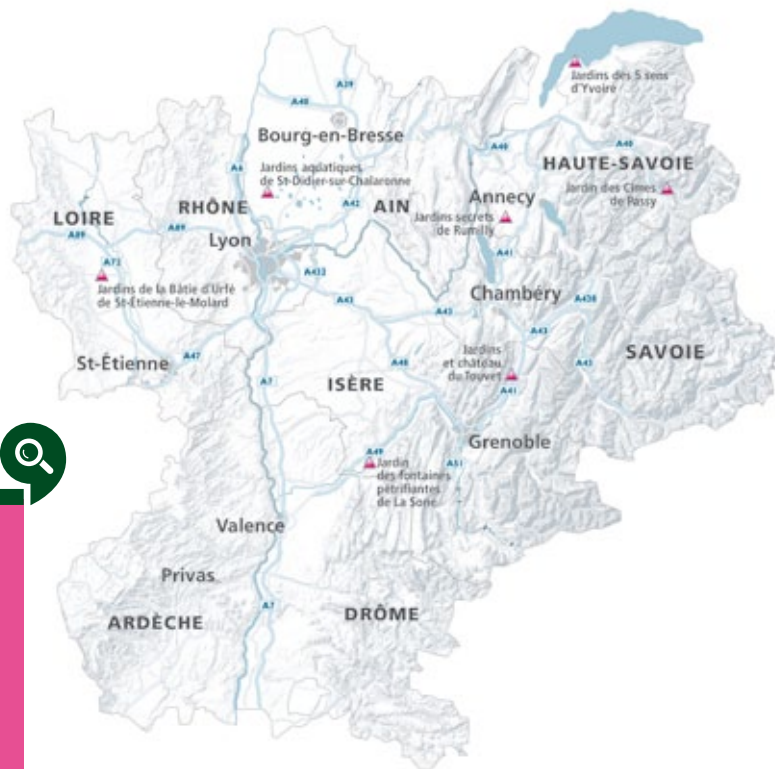 Jardins des 5 sens
d'Yvoire
A39
A40
Bourg-en-Bresse
A40
A40
A6
HAUTE-SAVOIE
Jardins aquatiques
de St-Didier-sur-Chalaronne
Jardin des Cimes
de Passy
Annecy
AIN
A42
RHÔNE
LOIRE
Jardins secrets
de Rumilly
A89
A89
Lyon
A41
A72
A432
Jardins de la Bâtie d'Urfé
de St-Étienne-le-Molard
Chambéry
A43
A43
A430
A43
St-Étienne
A47
A7
A48
Jardins
et château
du Touvet
A43
SAVOIE
ISÈRE
A41
Grenoble
A49
A51
Jardin
des fontaines
pétrifiantes
de La Sône
Valence
Privas
A7
ARDÈCHE
DRÔME